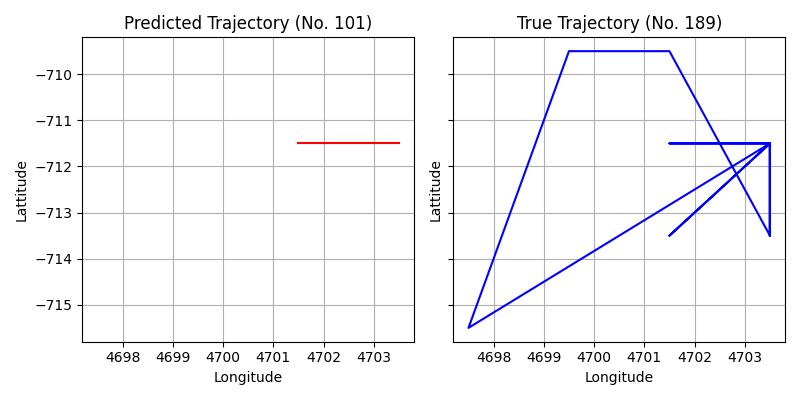 Predicted Trajectory (No. 101)
Lattitude
−710
−711
−712
−713
−714
−715
4698 4699 4700 4701 4702 4703
Longitude
True Trajectory (No. 189)
Lattitude
4698 4699 4700 4701 4702 4703
Longitude